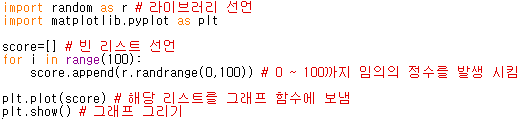 import random as r # 라이브러리 선언
import matplotlib.pyplot as plt

score=[] # 빈 리스트 선언
for i in range(100):
    score.append(r.randrange(0,100)) # 0 ~ 100까지 임의의 정수를 발생 시킴

plt.plot(score) # 해당 리스트를 그래프 함수에 보냄
plt.show() # 그래프 그리기